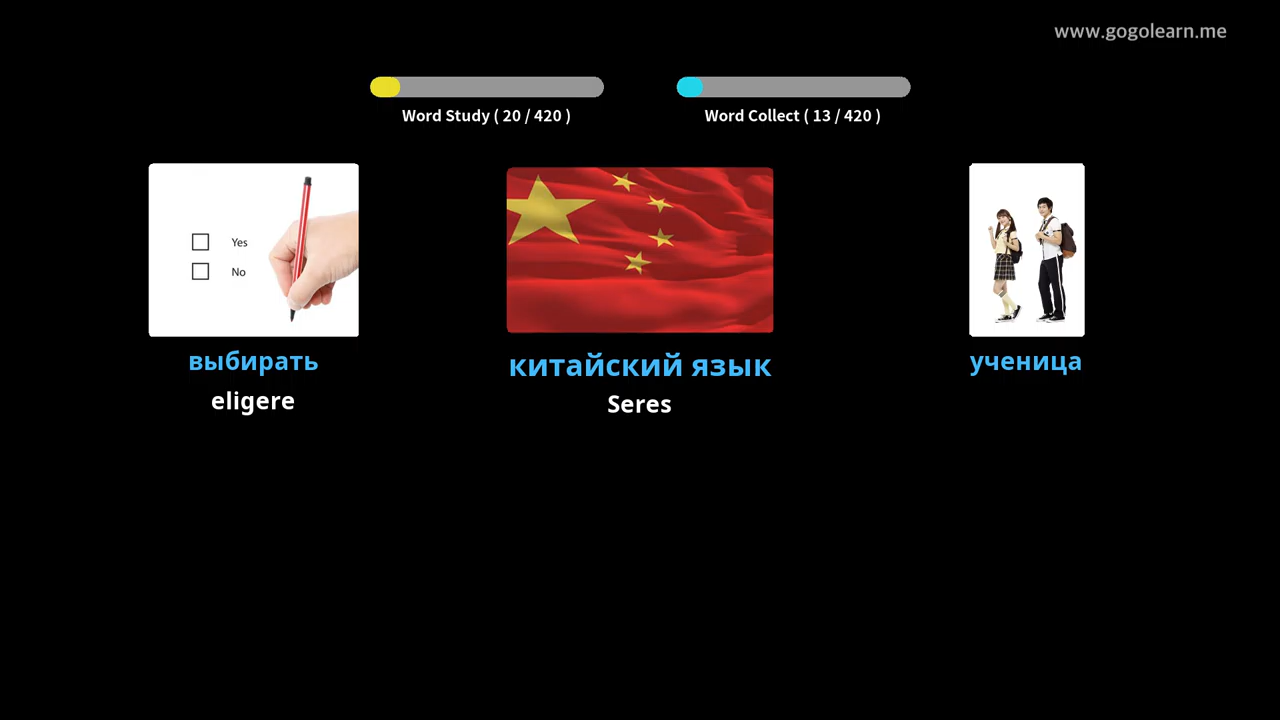 www.gogolearn.me
Word Study ( 20 / 420 )
Word Collect ( 13 / 420 )
Yes
No
выбирать
eligere
китайский язык
Seres
ученица